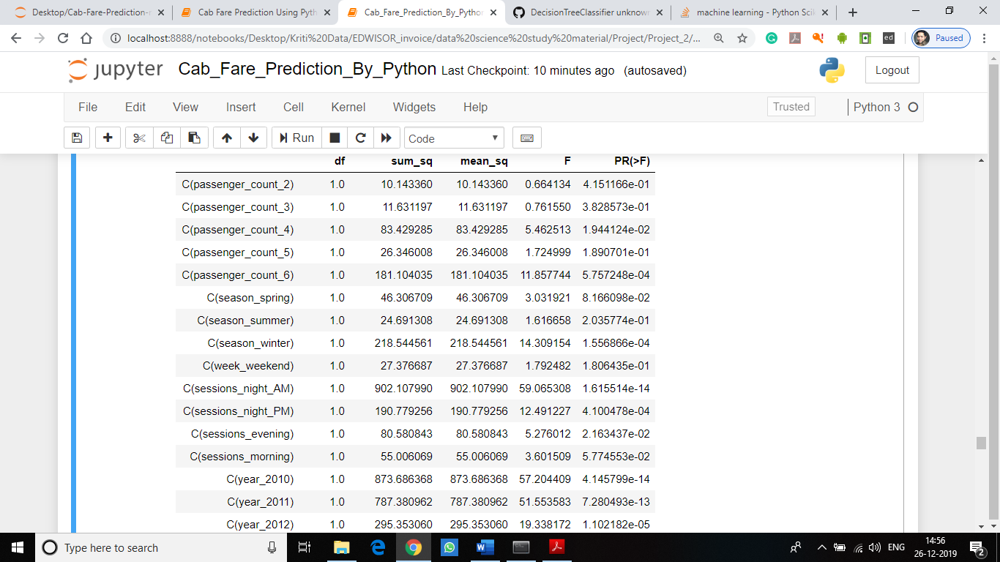 Desktop/Cab-Fare-Prediction-
Cab Fare Prediction Using Pyth
Cab_Fare_Prediction_By_Python
DecisionTreeClassifier unknow
machine learning - Python Sci
localhost:8888/notebooks/Desktop/Kriti%20Data/EDWISOR_invoice/data%20science%20study%20material/Project/Project_2/...
ed
Paused
jupyter Cab_Fare_Prediction_By_Python Last Checkpoint: 10 minutes ago (autosaved)
Logout
File Edit View Insert Cell Kernel Widgets Help
Trusted
Python 3
Run
Code
df sum_sq mean_sq F PR(>F)
C(passenger_count_2) 1.0 10.143360 10.143360 0.664134 4.151166e-01
C(passenger_count_3) 1.0 11.631197 11.631197 0.761550 3.828573e-01
C(passenger_count_4) 1.0 83.429285 83.429285 5.462513 1.944124e-02
C(passenger_count_5) 1.0 26.346008 26.346008 1.724999 1.890701e-01
C(passenger_count_6) 1.0 181.104035 181.104035 11.857744 5.757248e-04
C(season_spring) 1.0 46.306709 46.306709 3.031921 8.166098e-02
C(season_summer) 1.0 24.691308 24.691308 1.616658 2.035774e-01
C(season_winter) 1.0 218.544561 218.544561 14.309154 1.556866e-04
C(week_weekend) 1.0 27.376687 27.376687 1.792482 1.806435e-01
C(sessions_night_AM) 1.0 902.107990 902.107990 59.065308 1.615514e-14
C(sessions_night_PM) 1.0 190.779256 190.779256 12.491227 4.100478e-04
C(sessions_evening) 1.0 80.580843 80.580843 5.276012 2.163437e-02
C(sessions_morning) 1.0 55.006069 55.006069 3.601509 5.774553e-02
C(year_2010) 1.0 873.686368 873.686368 57.204409 4.145799e-14
C(year_2011) 1.0 787.380962 787.380962 51.553583 7.280493e-13
C(year_2012) 1.0 295.353060 295.353060 19.338172 1.102182e-05
Type here to search
ENG
14:56
26-12-2019
2